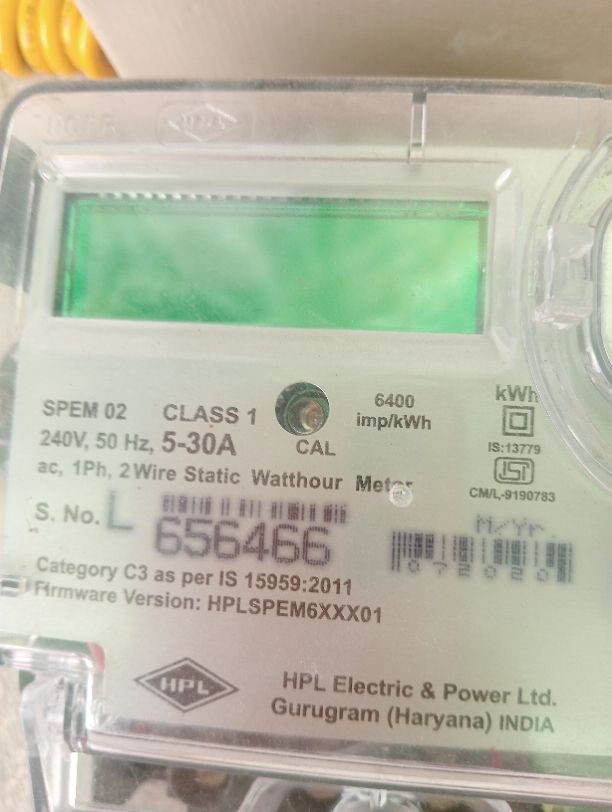 SPEM 02 CLASS 1
240V, 50 Hz, 5-30A
CAL
6400
imp/kWh
kWh
IS:13779
ISI
CM/L-9190783
ac, 1Ph, 2 Wire Static Watthour Meter
S. No. L 656466
M/Yr.
072020
Category C3 as per IS 15959:2011
Firmware Version: HPLSPEM6XXX01
HPL
HPL Electric & Power Ltd.
Gurugram (Haryana) INDIA